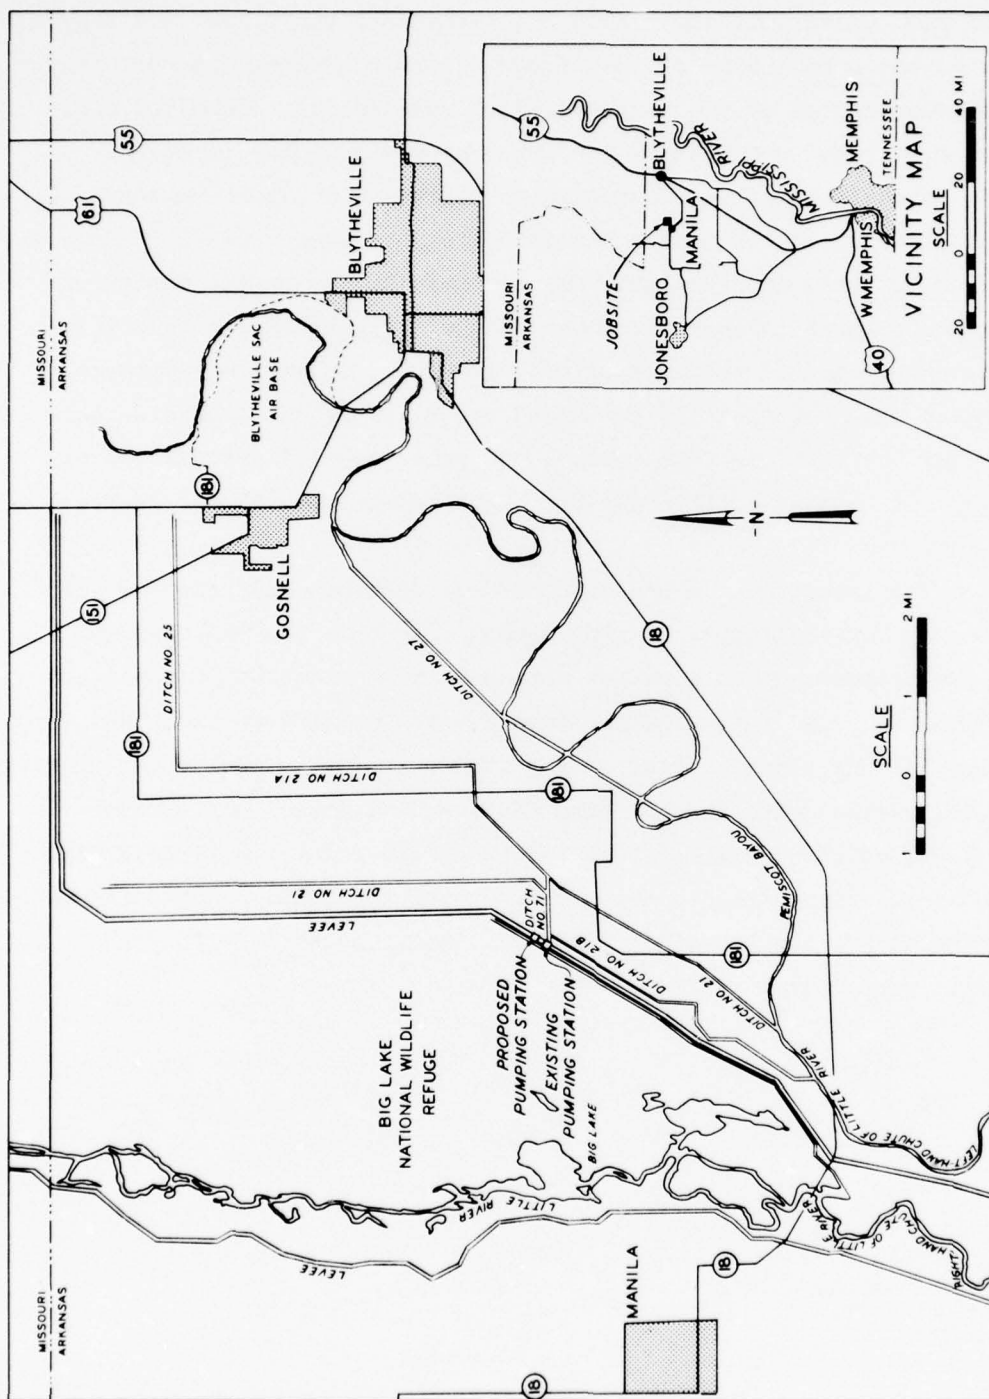 MISSOURI
ARKANSAS
MISSOURI
ARKANSAS
55
61
151
181
BLYTHEVILLE SAC
AIR BASE
BLYTHEVILLE
GOSNELL
DITCH NO 25
181
DITCH NO 21A
DITCH NO 21
LEVEE
DITCH NO 27
181
18
BIG LAKE
NATIONAL WILDLIFE
REFUGE
PROPOSED
PUMPING STATION
EXISTING
PUMPING STATION
DITCH
NO 71
DITCH NO 21B
DITCH NO 21
181
PEMISCOT BAYOU
BIG LAKE
LITTLE
RIVER
LEVEE
MANILA
18
18
LEFT HAND CHUTE OF LITTLE RIVER
RIGHT HAND CHUTE OF LITTLE RIVER
N
SCALE
1 0 1 2 MI
MISSOURI
ARKANSAS
55
JOBSITE
BLYTHEVILLE
MANILA
JONESBORO
MISSISSIPPI RIVER
MEMPHIS
W.MEMPHIS
TENNESSEE
40
VICINITY MAP
SCALE
20 0 20 40 MI